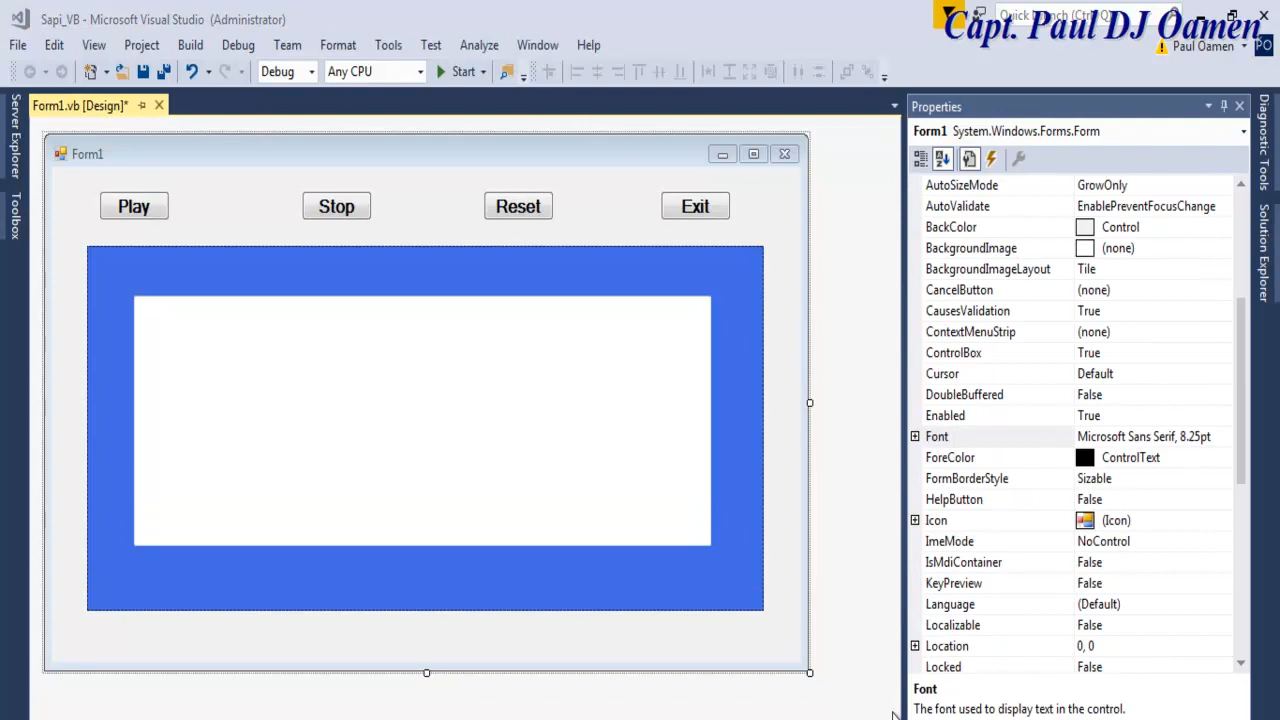 Sapi_VB - Microsoft Visual Studio (Administrator)
Quick Launch (Ctrl+Q)
Capt. Paul DJ Oamen
File Edit View Project Build Debug Team Format Tools Test Analyze Window Help
Paul Oamen PO
Debug Any CPU Start
Server Explorer
Toolbox
Form1.vb [Design]*
Form1
Play Stop Reset Exit
Properties
Form1 System.Windows.Forms.Form
AutoSizeMode GrowOnly
AutoValidate EnablePreventFocusChange
BackColor Control
BackgroundImage (none)
BackgroundImageLayout Tile
CancelButton (none)
CausesValidation True
ContextMenuStrip (none)
ControlBox True
Cursor Default
DoubleBuffered False
Enabled True
Font Microsoft Sans Serif, 8.25pt
ForeColor ControlText
FormBorderStyle Sizable
HelpButton False
Icon (Icon)
ImeMode NoControl
IsMdiContainer False
KeyPreview False
Language (Default)
Localizable False
Location 0, 0
Locked False
Font
The font used to display text in the control.
Diagnostic Tools
Solution Explorer